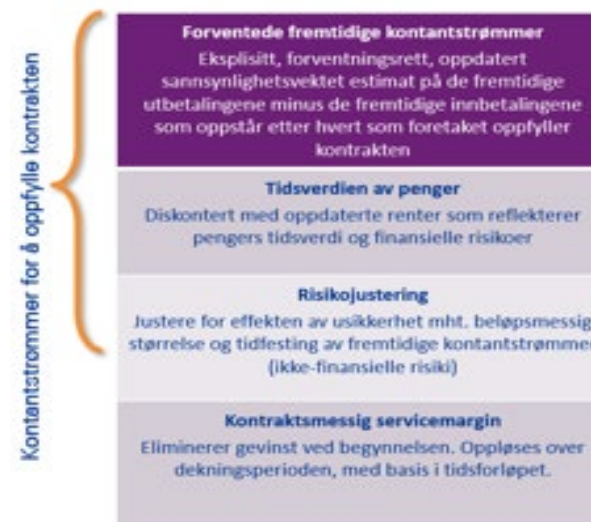 Kontantstrømmer for å oppfylle kontrakten
Forventede fremtidige kontantstrømmer
Eksplisitt, forventningsrett, oppdatert
sannsynlighetsvektet estimat på de fremtidige
utbetalingene minus de fremtidige innbetalingene
som oppstår etter hvert som foretaket oppfyller
kontrakten
Tidsverdien av penger
Diskontert med oppdaterte renter som reflekterer
pengers tidsverdi og finansielle risikoer
Risikojustering
Justere for effekten av usikkerhet mht. beløpsmessig
størrelse og tidfesting av fremtidige kontantstrømmer
(ikke-finansielle risiki)
Kontraktsmessig servicemargin
Eliminerer gevinst ved begynnelsen. Oppløses over
dekningsperioden, med basis i tidsforløpet.